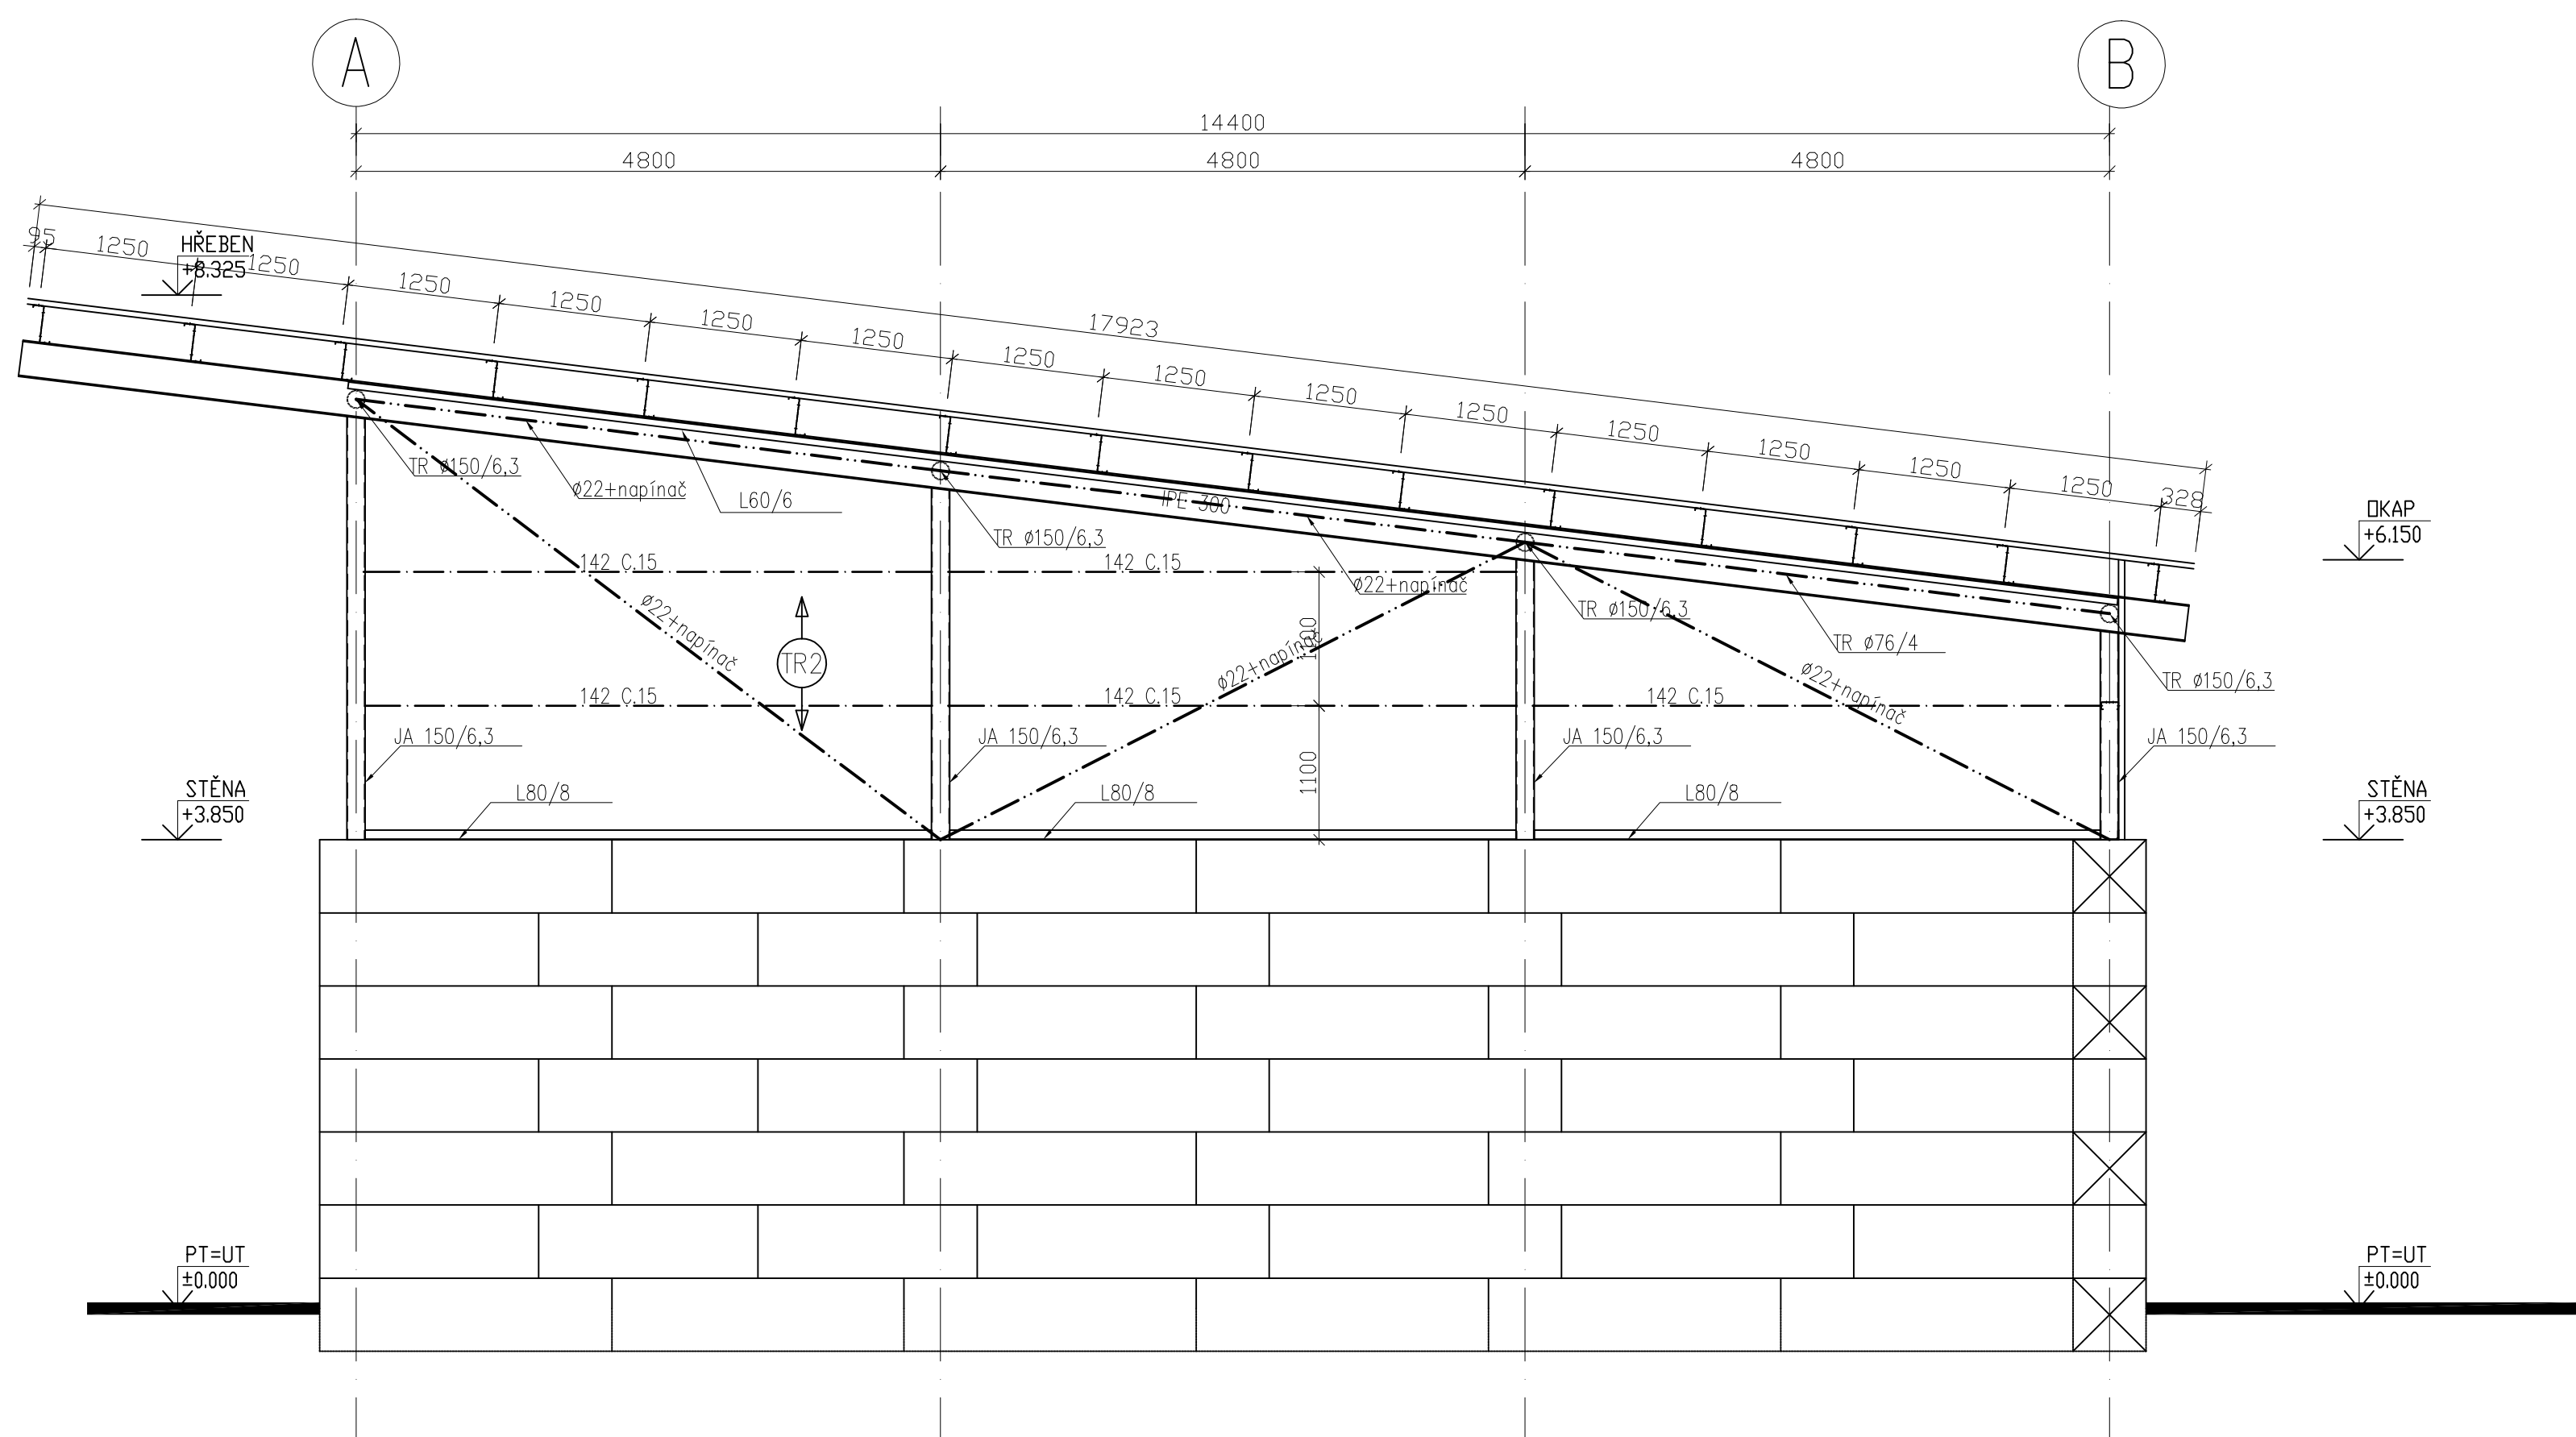 A
B
14400
4800
4800
4800
95
1250
1250
1250
1250
1250
1250
1250
1250
1250
1250
1250
1250
1250
1250
328
17923
HŘEBEN
+8.325
OKAP
+6.150
TR ø150/6,3
ø22+napínač
L60/6
IPE 300
TR ø150/6,3
ø22+napínač
TR ø150/6,3
TR ø76/4
TR ø150/6,3
142 C.15
142 C.15
ø22+napínač
ø22+napínač
ø22+napínač
TR2
142 C.15
142 C.15
142 C.15
JA 150/6,3
JA 150/6,3
JA 150/6,3
JA 150/6,3
1100
L80/8
L80/8
L80/8
STĚNA
+3.850
STĚNA
+3.850
PT=UT
±0.000
PT=UT
±0.000